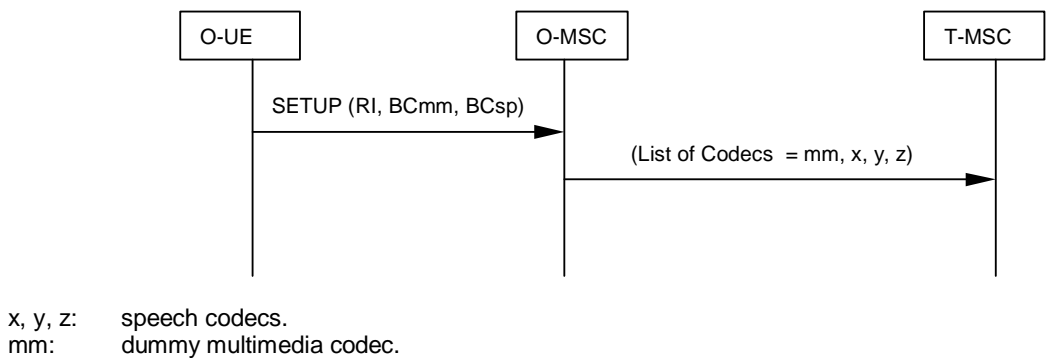 O-UE
O-MSC
T-MSC
SETUP (RI, BCmm, BCsp)
(List of Codecs = mm, x, y, z)
x, y, z: speech codecs.
mm: dummy multimedia codec.